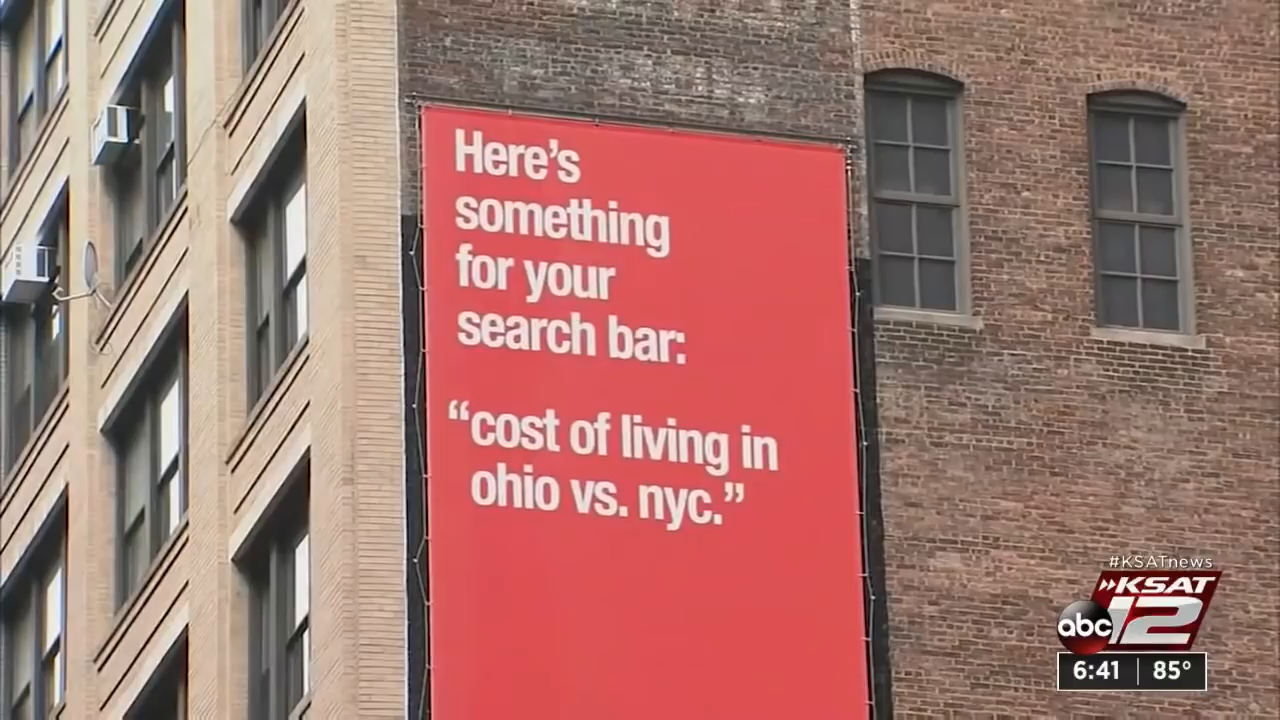 Here's
something
for your
search bar:
“cost of living in
ohio vs. nyc.”
#KSATnews
KSAT
abc 12
6:41 85°